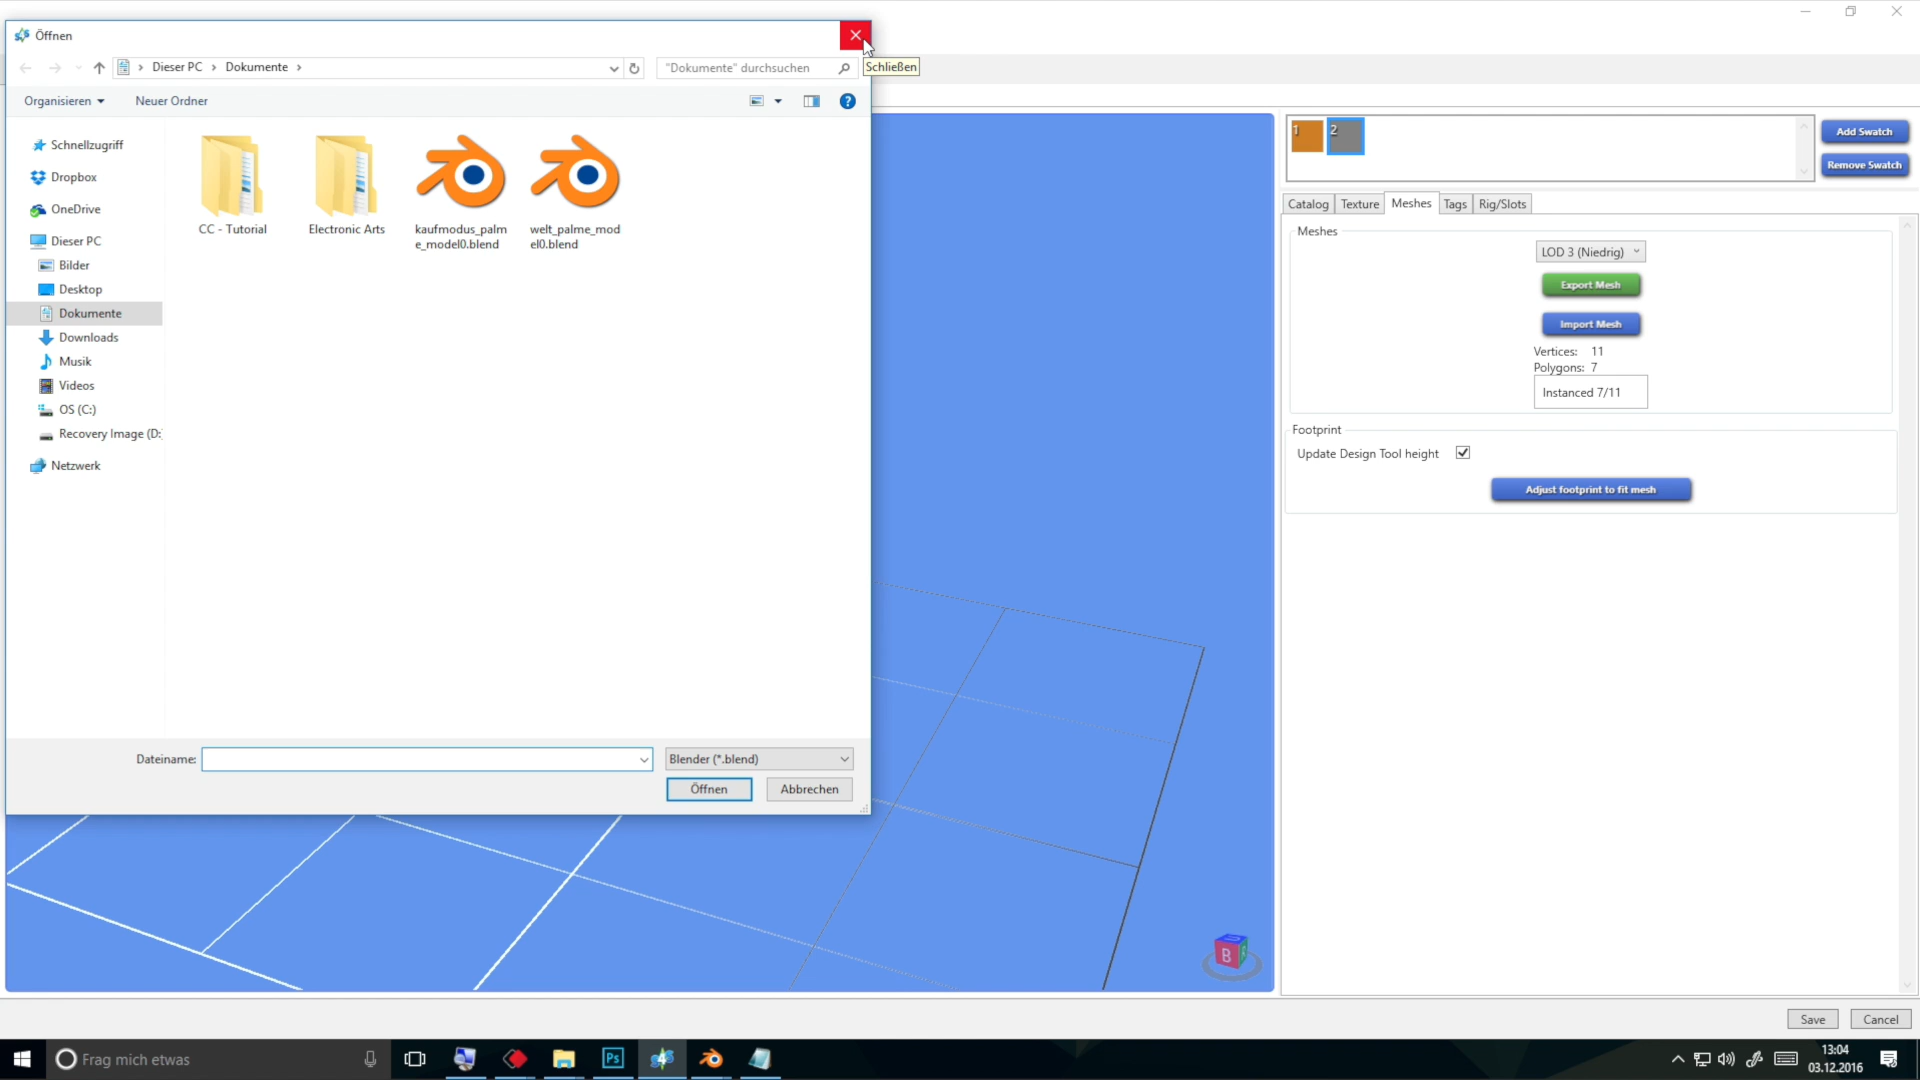 Öffnen
Schließen
Dieser PC
Dokumente
"Dokumente" durchsuchen
Organisieren
Neuer Ordner
Schnellzugriff
Dropbox
OneDrive
Dieser PC
Bilder
Desktop
Dokumente
Downloads
Musik
Videos
OS (C:)
Recovery Image (D:
Netzwerk
CC - Tutorial
Electronic Arts
kaufmodus_palm
e_model0.blend
welt_palme_mod
el0.blend
Dateiname:
Blender (*.blend)
Öffnen
Abbrechen
1
2
Add Swatch
Remove Swatch
Catalog
Texture
Meshes
Tags
Rig/Slots
Meshes
LOD 3 (Niedrig)
Export Mesh
Import Mesh
Vertices: 11
Polygons: 7
Instanced 7/11
Footprint
Update Design Tool height
Adjust footprint to fit mesh
B
Save
Cancel
Frag mich etwas
Ps
13:04
03.12.2016